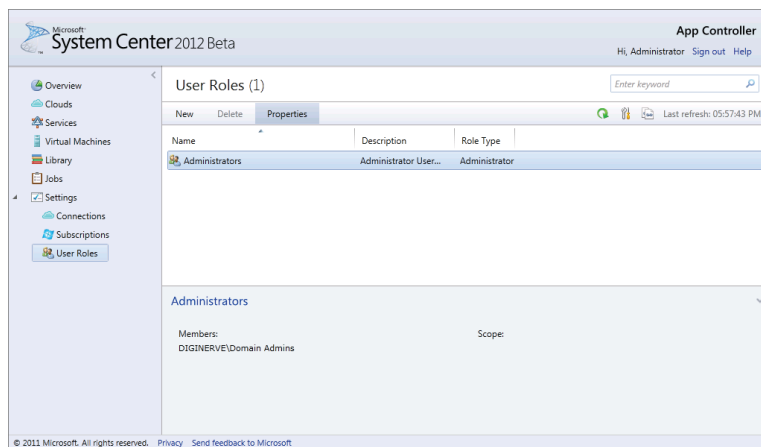 Microsoft
System Center 2012 Beta
App Controller
Hi, Administrator Sign out Help
Overview
Clouds
Services
Virtual Machines
Library
Jobs
Settings
Connections
Subscriptions
User Roles
User Roles (1)
Enter keyword
New Delete Properties
Last refresh: 05:57:43 PM
Name Description Role Type
Administrators Administrator User... Administrator
Administrators
Members: Scope:
DIGINERVE\Domain Admins
© 2011 Microsoft. All rights reserved. Privacy Send feedback to Microsoft